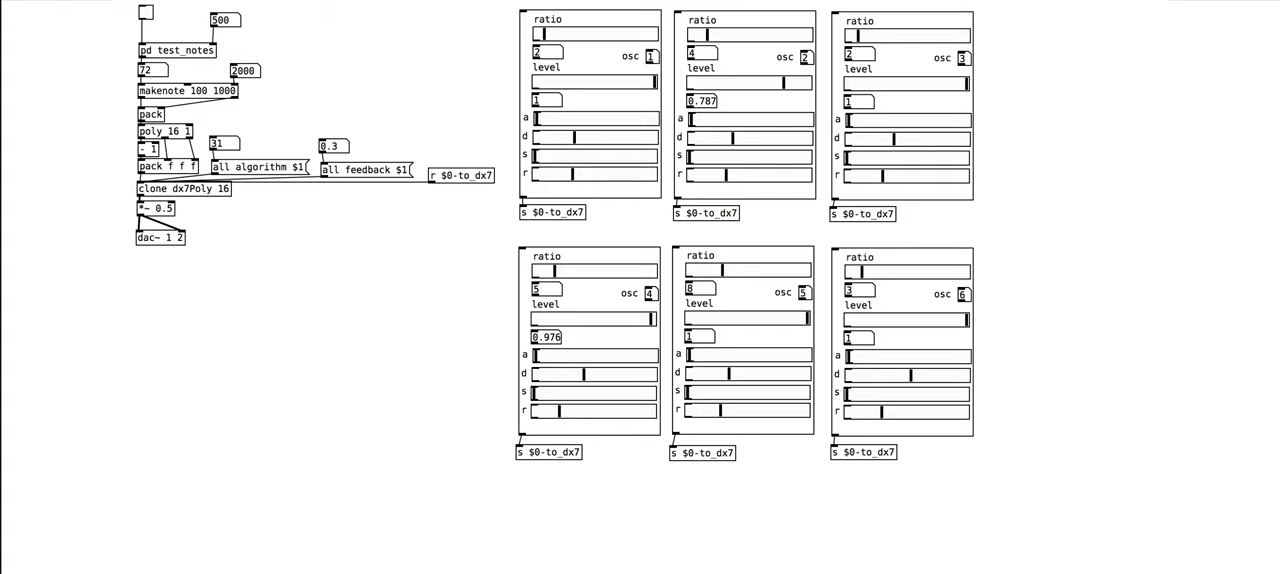 500
pd test_notes
72
2000
makenote 100 1000
pack
poly 16 1
- 1
31
0.3
pack f f f
all algorithm $1
all feedback $1
r $0-to_dx7
clone dx7Poly 16
*~ 0.5
dac~ 1 2
ratio
2
osc 1
level
1
a
d
s
r
s $0-to_dx7
ratio
4
osc 2
level
0.787
a
d
s
r
s $0-to_dx7
ratio
2
osc 3
level
1
a
d
s
r
s $0-to_dx7
ratio
5
osc 4
level
0.976
a
d
s
r
s $0-to_dx7
ratio
8
osc 5
level
1
a
d
s
r
s $0-to_dx7
ratio
3
osc 6
level
1
a
d
s
r
s $0-to_dx7